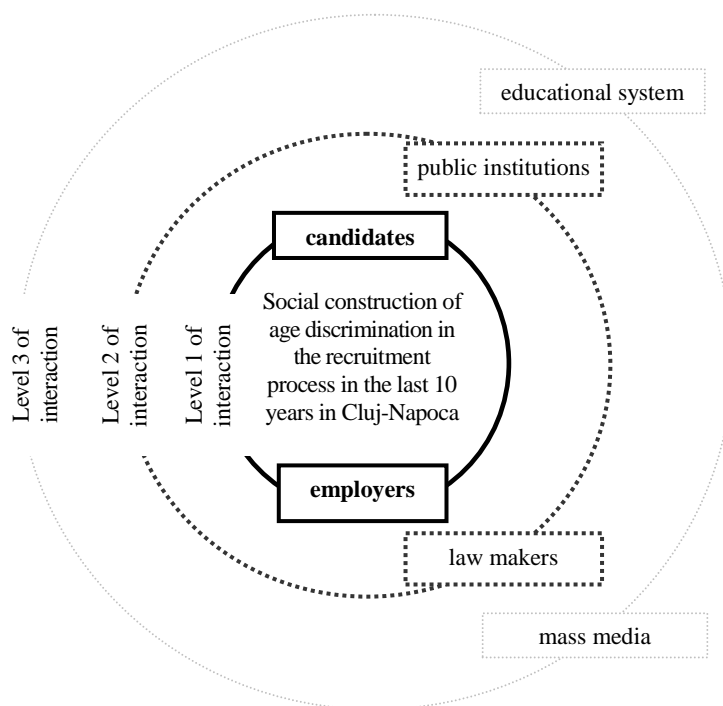 educational system
public institutions
candidates
Level 3 of
interaction
Level 2 of
interaction
Level 1 of
interaction
Social construction of
age discrimination in
the recruitment
process in the last 10
years in Cluj-Napoca
employers
law makers
mass media